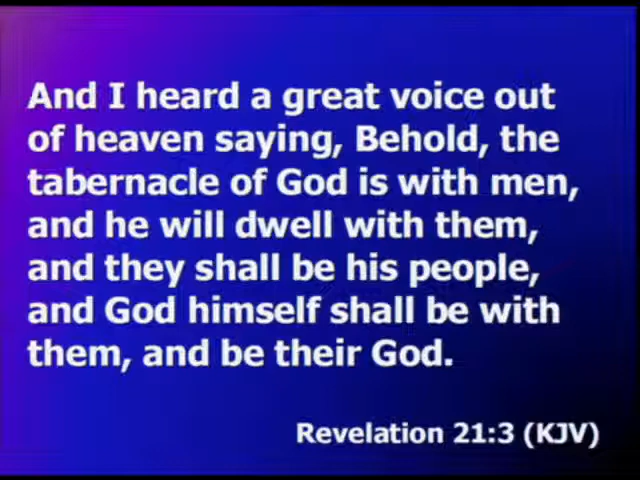 And I heard a great voice out
of heaven saying, Behold, the
tabernacle of God is with men,
and he will dwell with them,
and they shall be his people,
and God himself shall be with
them, and be their God.
Revelation 21:3 (KJV)